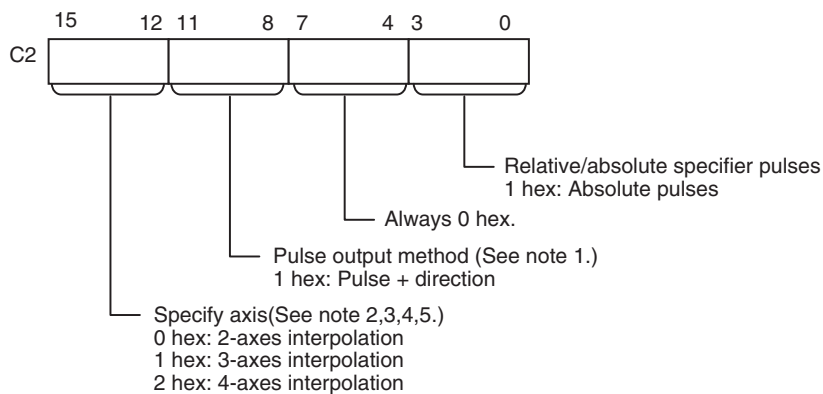 15 12 11 8 7 4 3 0
C2
Relative/absolute specifier pulses
1 hex: Absolute pulses
Always 0 hex.
Pulse output method (See note 1.)
1 hex: Pulse + direction
Specify axis(See note 2,3,4,5.)
0 hex: 2-axes interpolation
1 hex: 3-axes interpolation
2 hex: 4-axes interpolation